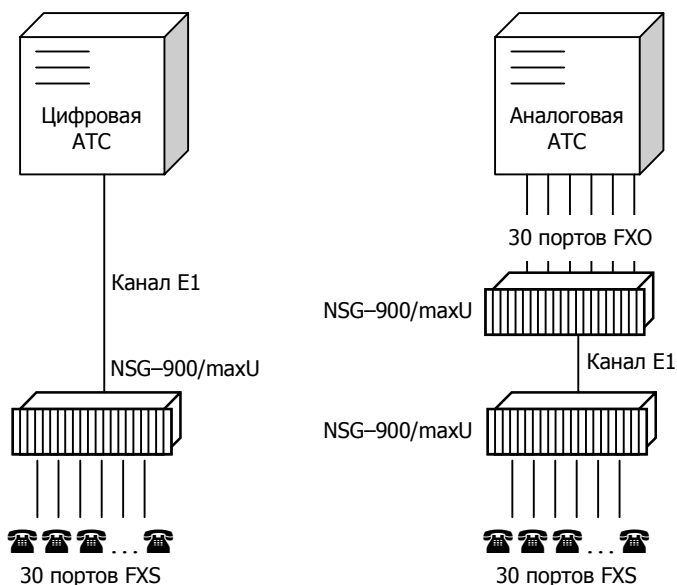 Цифровая
АТС
Канал E1
NSG–900/maxU
...
30 портов FXS
Аналоговая
АТС
30 портов FXO
NSG–900/maxU
Канал E1
NSG–900/maxU
...
30 портов FXS